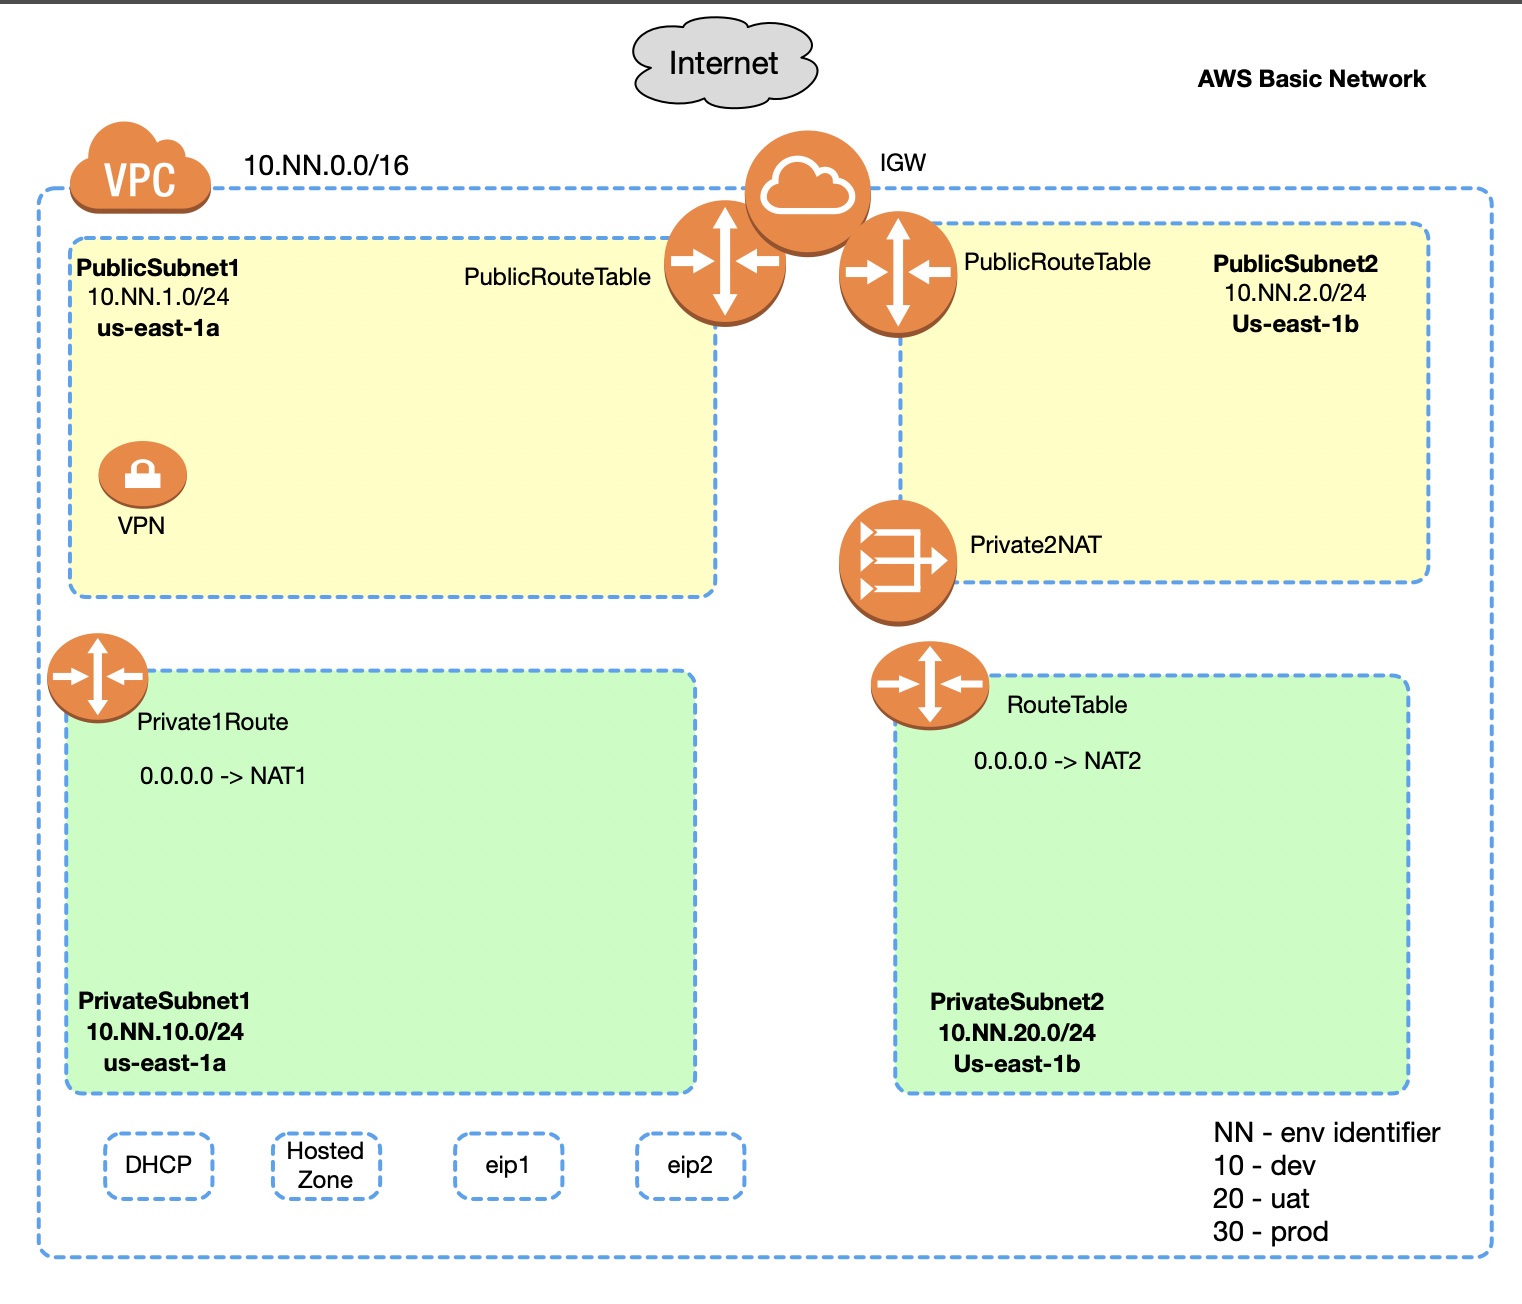 Internet
AWS Basic Network
VPC
10.NN.0.0/16
IGW
PublicSubnet1
10.NN.1.0/24
us-east-1a
PublicRouteTable
PublicRouteTable
PublicSubnet2
10.NN.2.0/24
Us-east-1b
VPN
Private2NAT
Private1Route
0.0.0.0 -> NAT1
RouteTable
0.0.0.0 -> NAT2
PrivateSubnet1
10.NN.10.0/24
us-east-1a
PrivateSubnet2
10.NN.20.0/24
Us-east-1b
DHCP
Hosted
Zone
eip1
eip2
NN - env identifier
10 - dev
20 - uat
30 - prod